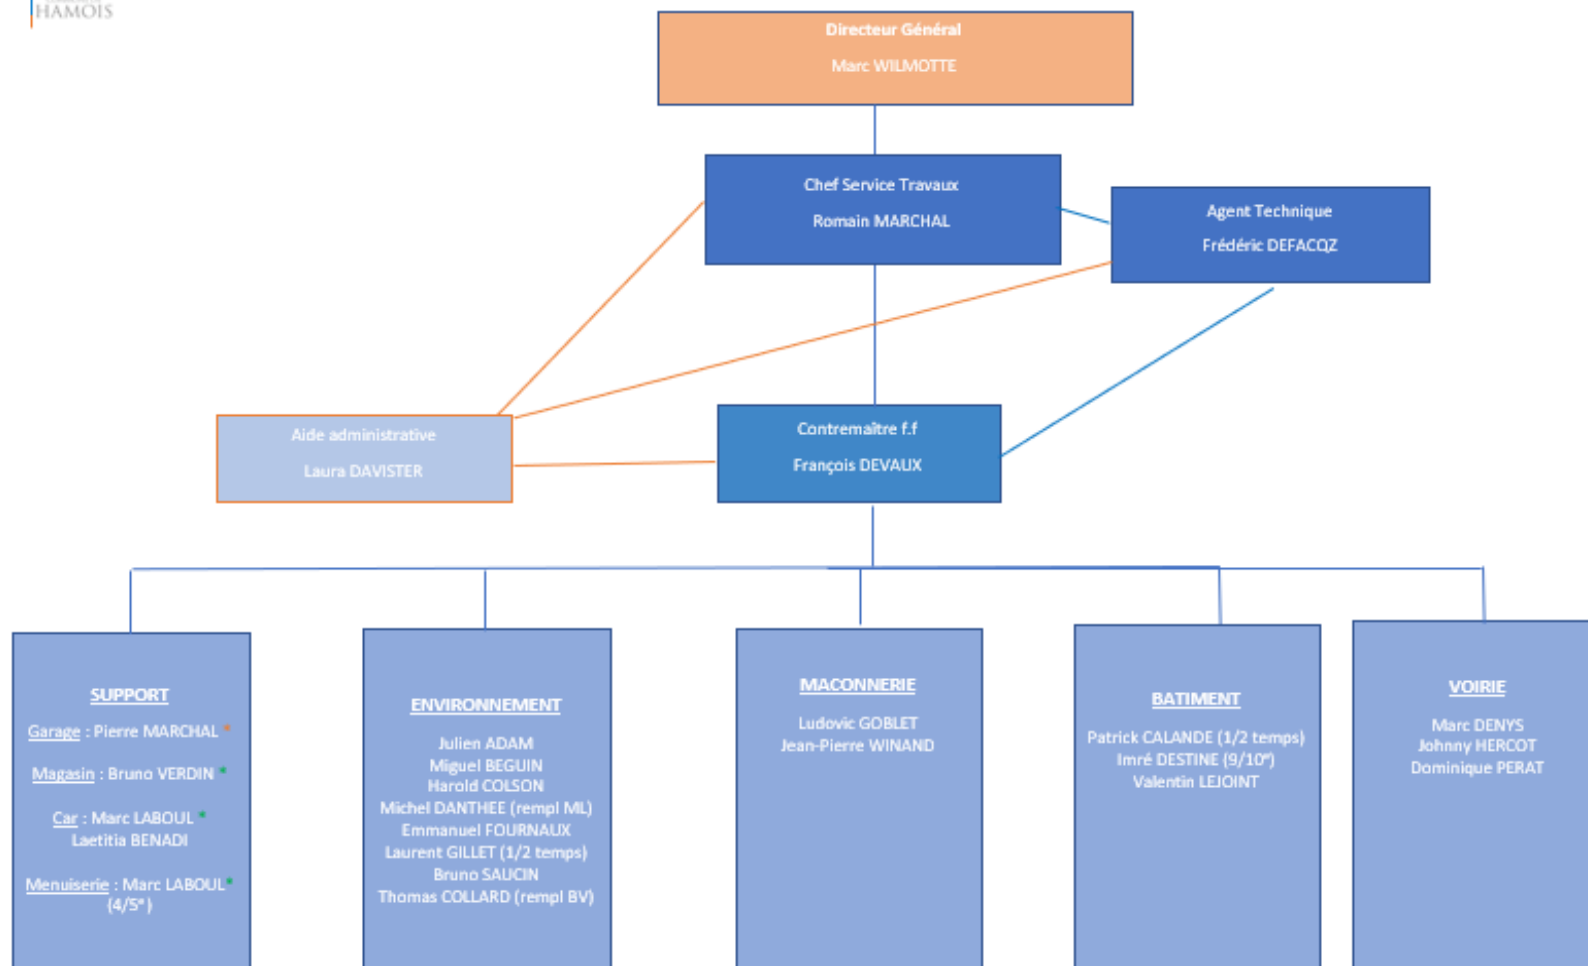 HAMOIS
Directeur Général
Marc WILMOTTE
Chef Service Travaux
Romain MARCHAL
Agent Technique
Frédéric DEFACQZ
Aide administrative
Laura DAVISTER
Contremaître f.f
François DEVAUX
SUPPORT
Garage : Pierre MARCHAL *
Magasin : Bruno VERDIN *
Car : Marc LABOUL *
Laetitia BENADI
Menuiserie : Marc LABOUL*
(4/5e)
ENVIRONNEMENT
Julien ADAM
Miguel BEGUIN
Harold COLSON
Michel DANTHEE (rempl ML)
Emmanuel FOURNAUX
Laurent GILLET (1/2 temps)
Bruno SAUCIN
Thomas COLLARD (rempl BV)
MACONNERIE
Ludovic GOBLET
Jean-Pierre WINAND
BATIMENT
Patrick CALANDE (1/2 temps)
Imré DESTINE (9/10e)
Valentin LEJOINT
VOIRIE
Marc DENYS
Johnny HERCOT
Dominique PERAT